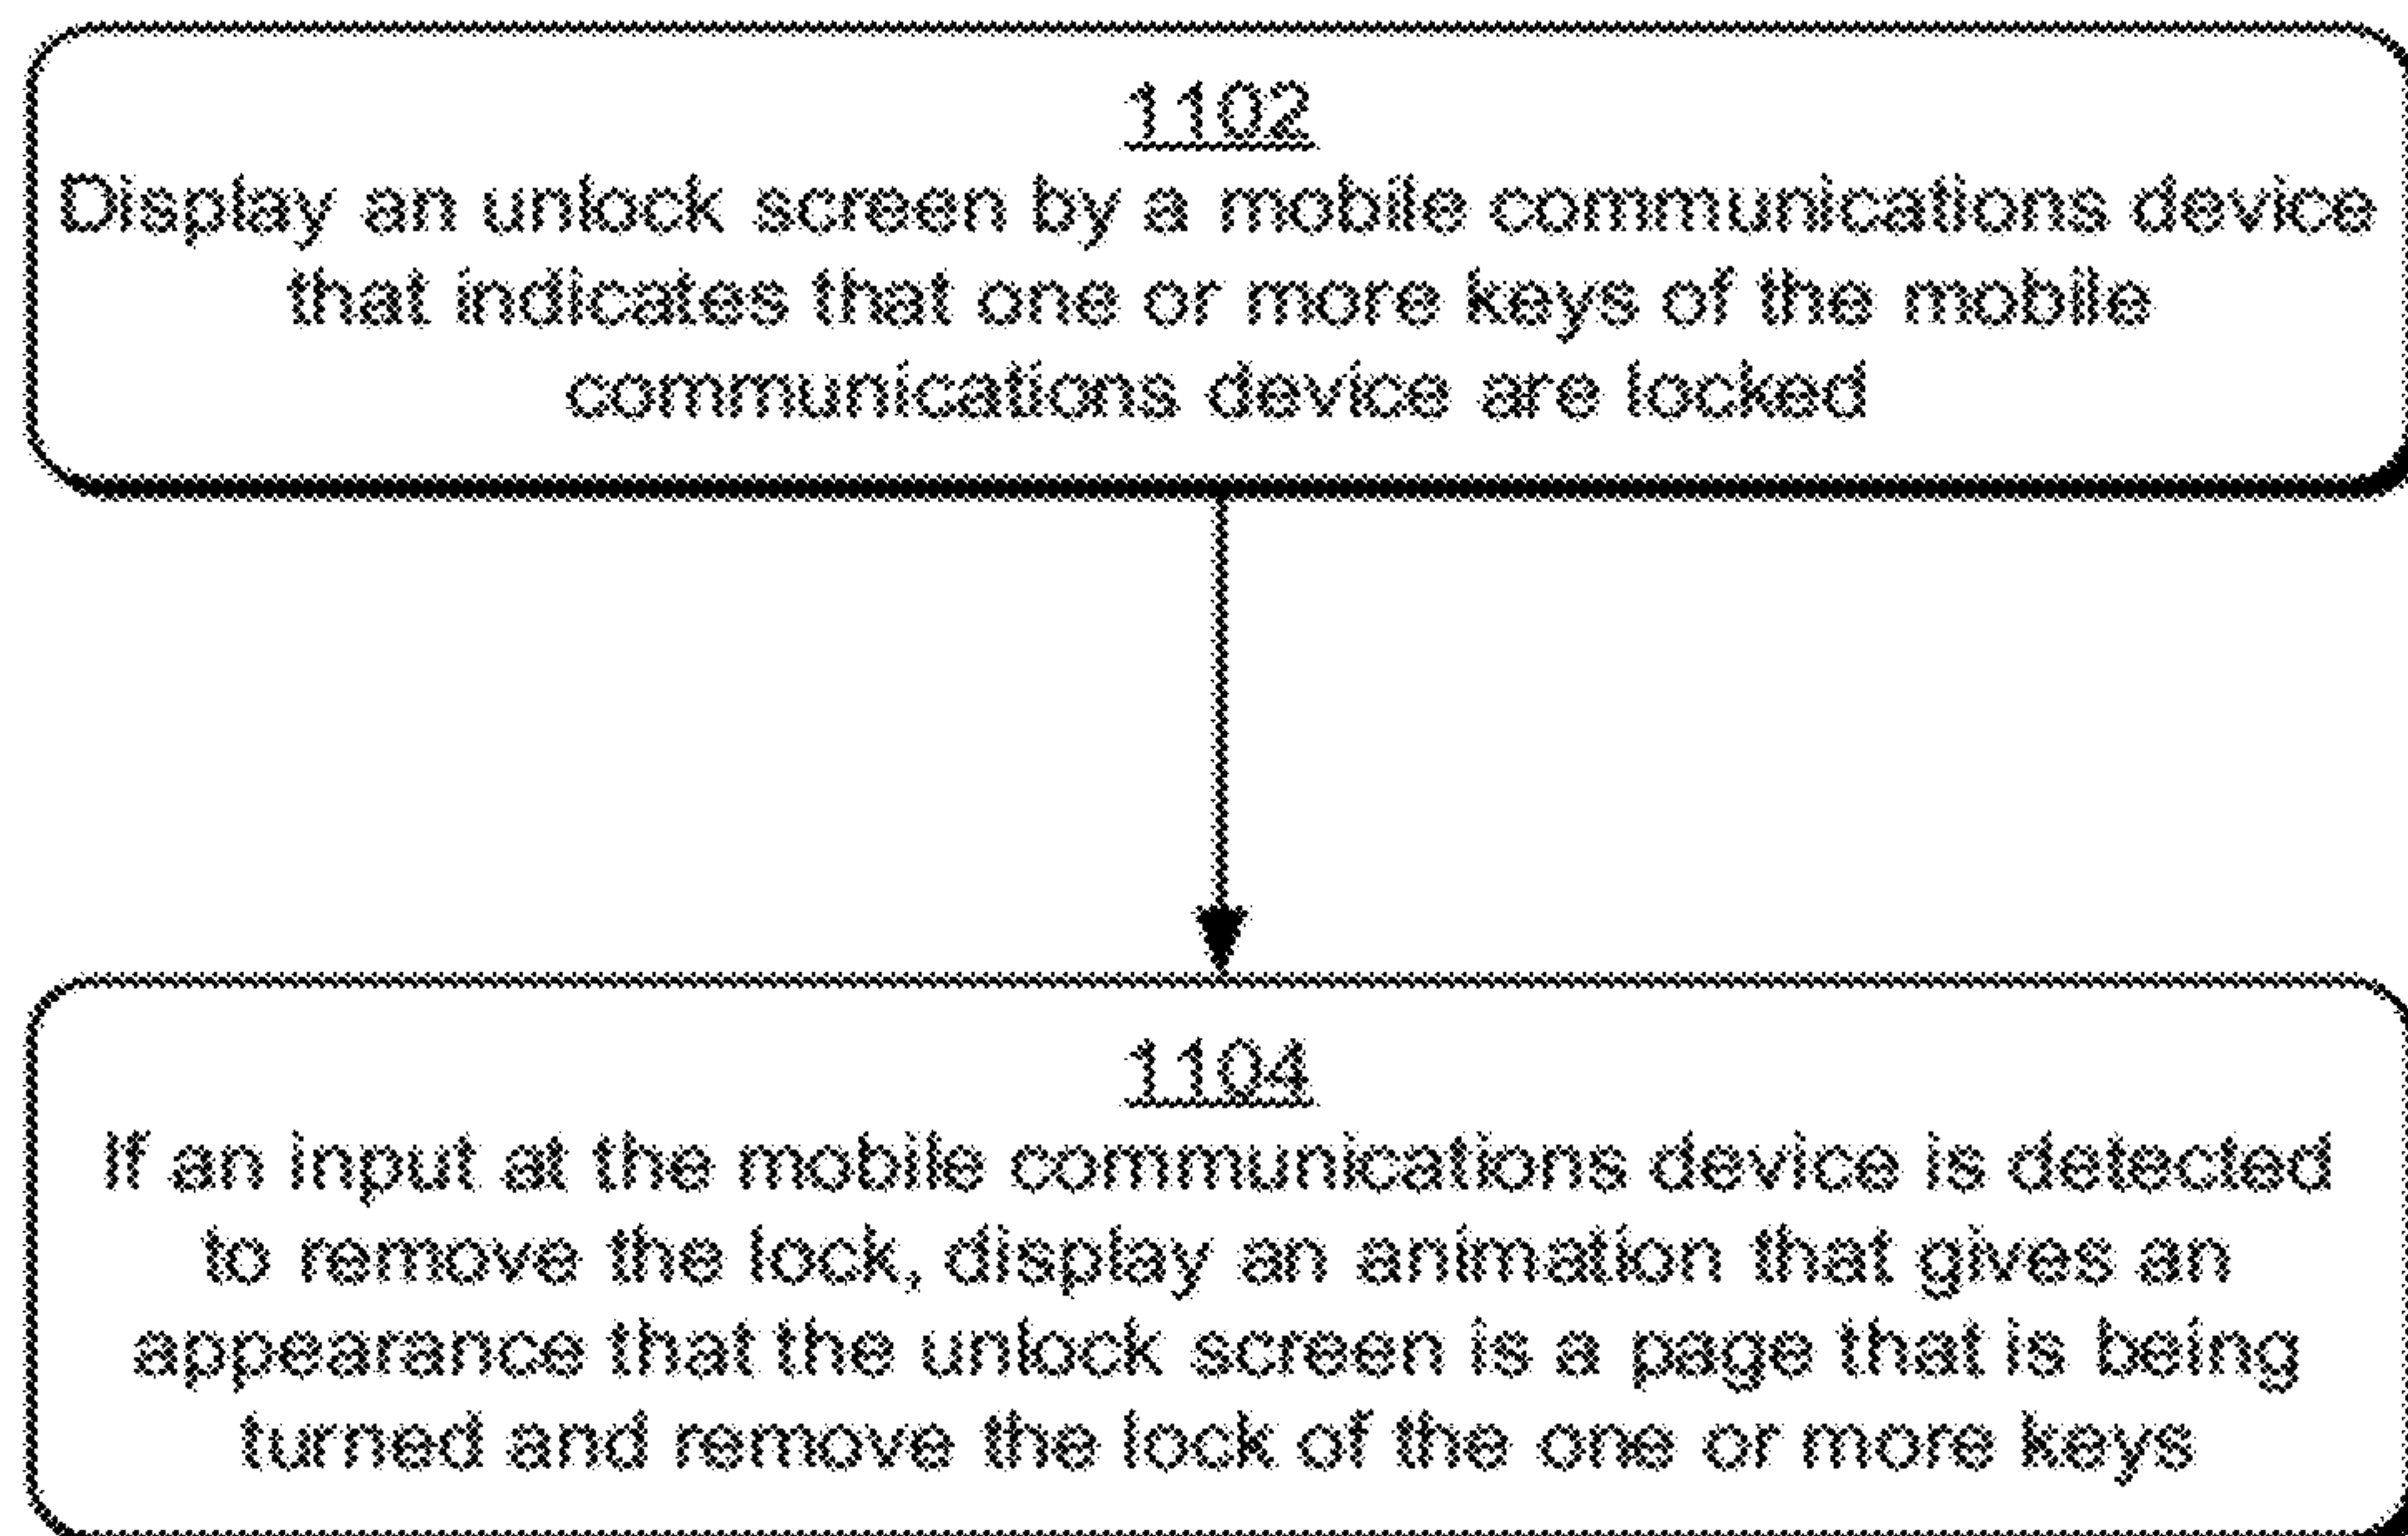 1102
Display an unlock screen by a mobile communications device
that indicates that one or more keys of the mobile
communications device are locked
1104
If an input at the mobile communications device is detected
to remove the lock, display an animation that gives an
appearance that the unlock screen is a page that is being
turned and remove the lock of the one or more keys